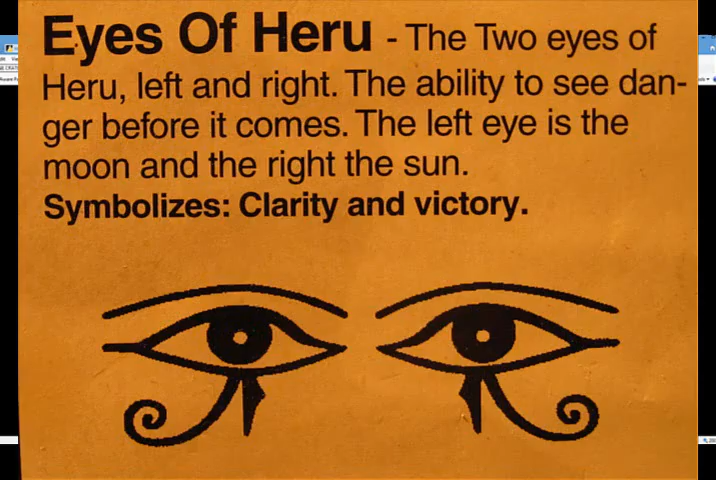 Eyes Of Heru - The Two eyes of
Heru, left and right. The ability to see dan-
ger before it comes. The left eye is the
moon and the right the sun.
Symbolizes: Clarity and victory.